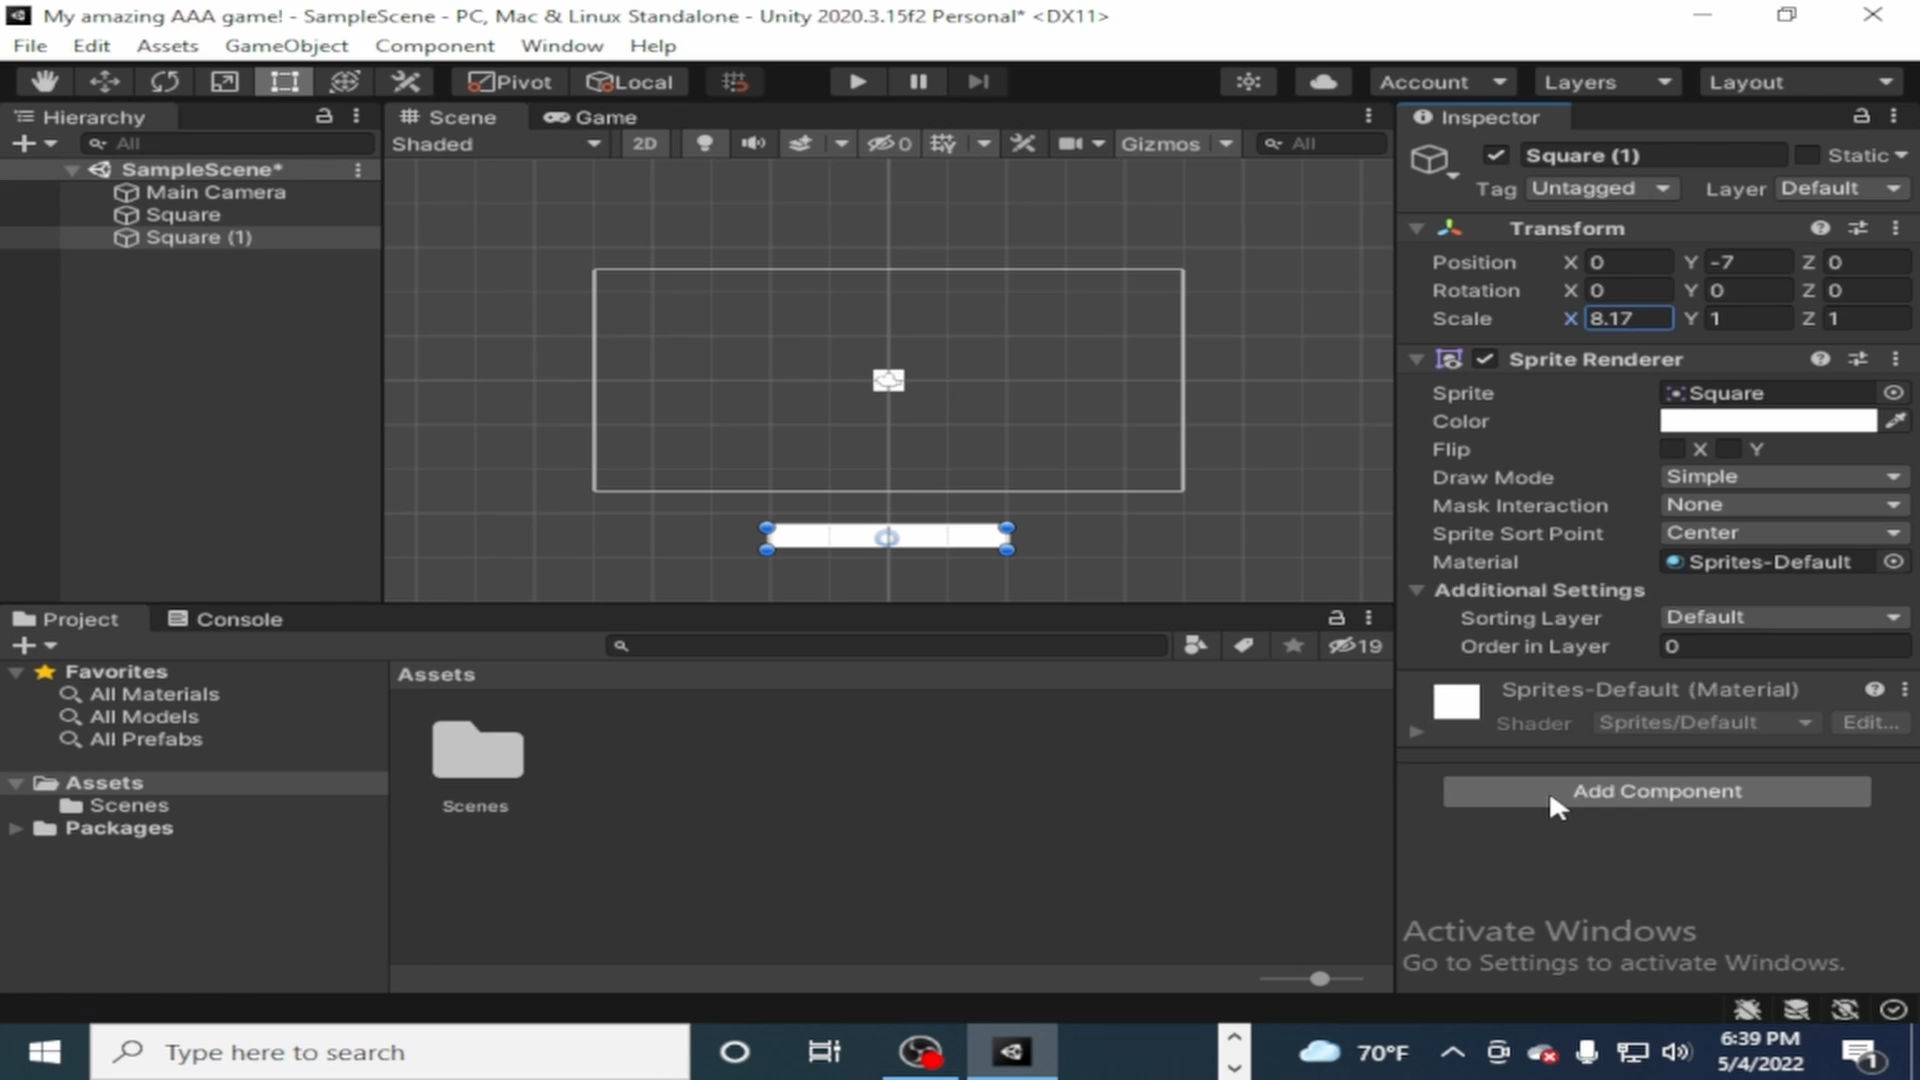 My amazing AAA game! - SampleScene - PC, Mac & Linux Standalone - Unity 2020.3.15f2 Personal* <DX11>
File Edit Assets GameObject Component Window Help
Pivot Local Account Layers Layout
Hierarchy
All
SampleScene*
Main Camera
Square
Square (1)
Scene Game
Shaded 2D 0 Gizmos All
Inspector
Square (1) Static
Tag Untagged Layer Default
Transform
Position X 0 Y -7 Z 0
Rotation X 0 Y 0 Z 0
Scale X 8.17 Y 1 Z 1
Sprite Renderer
Sprite Square
Color
Flip X Y
Draw Mode Simple
Mask Interaction None
Sprite Sort Point Center
Material Sprites-Default
Additional Settings
Sorting Layer Default
Order in Layer 0
Sprites-Default (Material)
Shader Sprites/Default Edit...
Add Component
Project Console
19
Favorites
All Materials
All Models
All Prefabs
Assets
Scenes
Packages
Assets
Scenes
Activate Windows
Go to Settings to activate Windows.
Type here to search
70°F
6:39 PM
5/4/2022
1